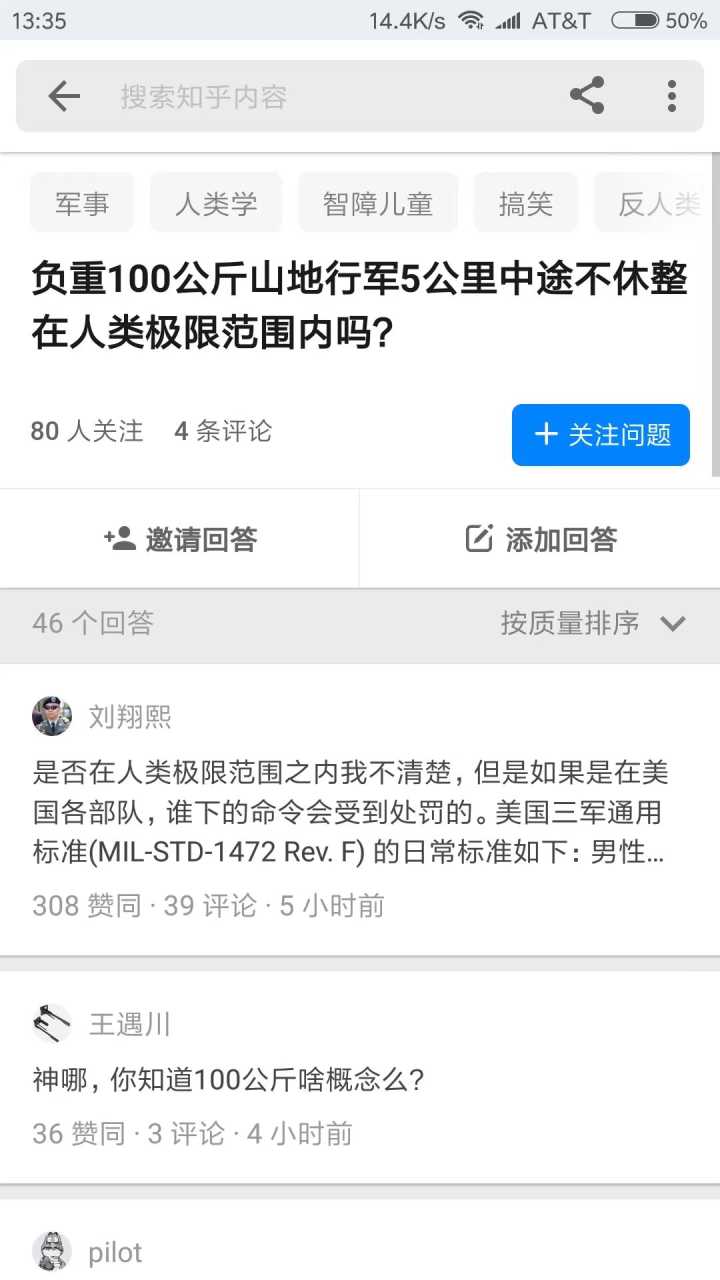 13:35 14.4K/s AT&T 50%
搜索知乎内容
军事 人类学 智障儿童 搞笑 反人类
负重100公斤山地行军5公里中途不休整
在人类极限范围内吗?
80 人关注 4 条评论 + 关注问题
邀请回答 添加回答
46 个回答 按质量排序
刘翔熙
是否在人类极限范围之内我不清楚，但是如果是在美
国各部队，谁下的命令会受到处罚的。美国三军通用
标准(MIL-STD-1472 Rev. F) 的日常标准如下：男性...
308 赞同 · 39 评论 · 5 小时前
王遇川
神哪，你知道100公斤啥概念么?
36 赞同 · 3 评论 · 4 小时前
pilot